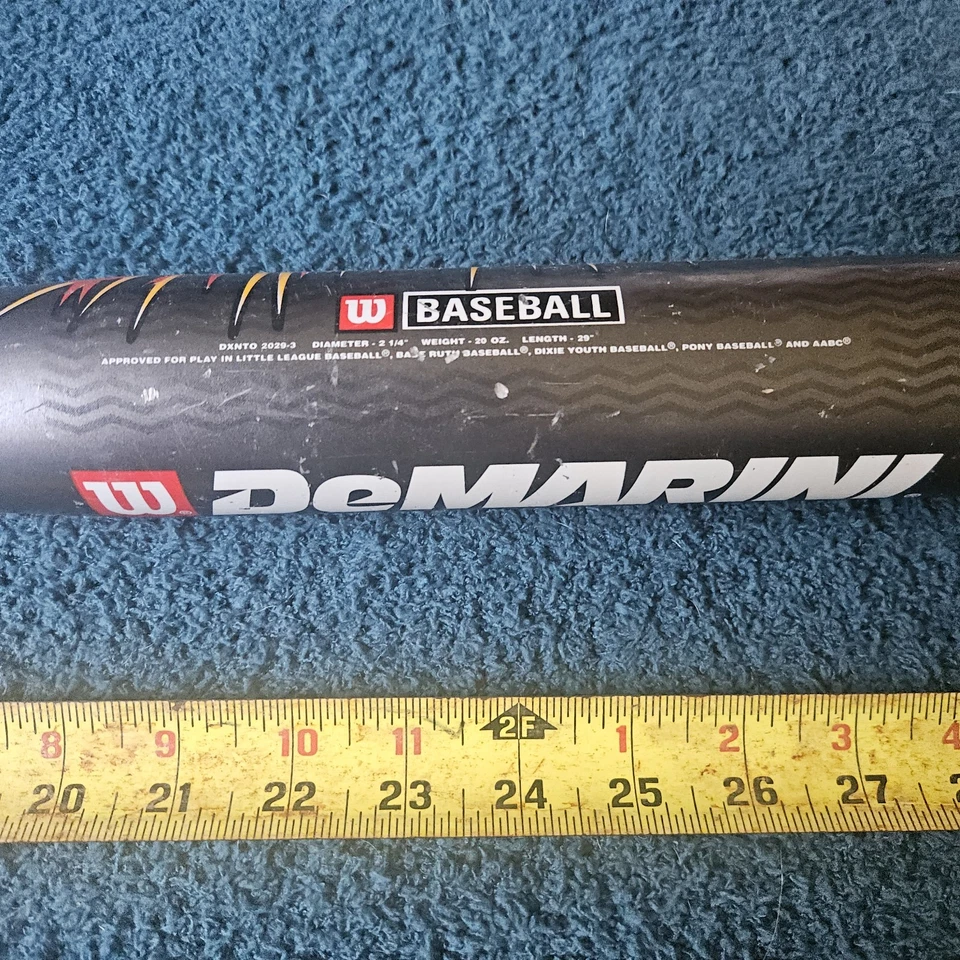 W BASEBALL
DXNTO 2029-3 DIAMETER - 2 1/4" WEIGHT - 20 OZ. LENGTH - 29"
APPROVED FOR PLAY IN LITTLE LEAGUE BASEBALL®, BABE RUTH BASEBALL®, DIXIE YOUTH BASEBALL®, PONY BASEBALL® AND AABC®
W® DeMARINI
8 9 10 11 2F 1 2 3 4
20 21 22 23 24 25 26 27